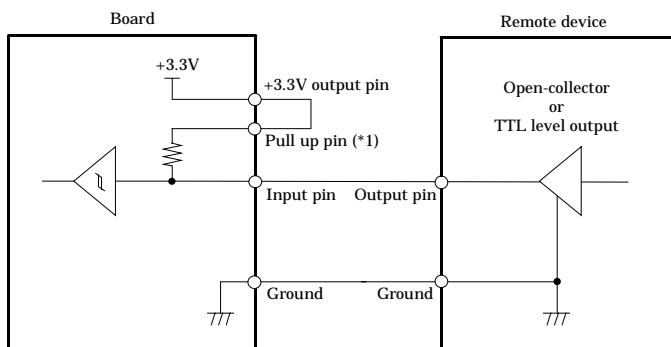 Board
Remote device
+3.3V
+3.3V output pin
Pull up pin (*1)
Open-collector
or
TTL level output
Input pin
Output pin
Ground
Ground